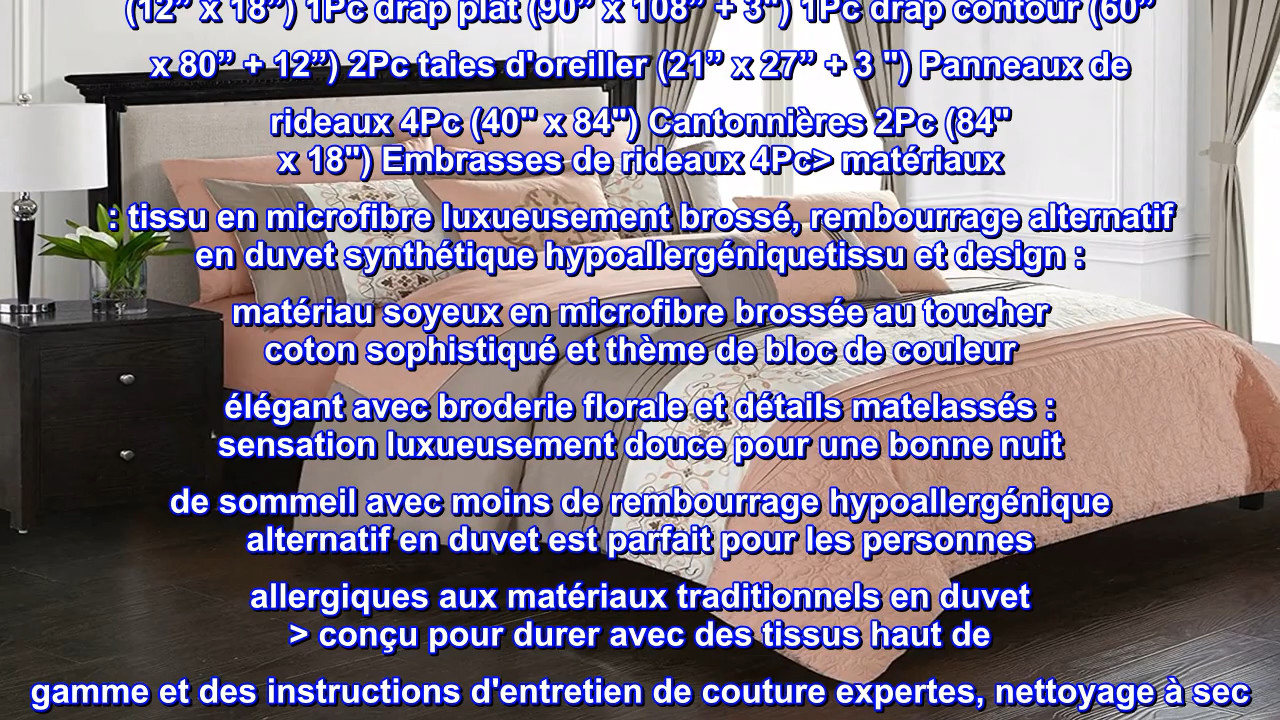 (12” x 18”) 1Pc drap plat (90” x 108” + 3") 1Pc drap contour (60”
x 80” + 12”) 2Pc taies d'oreiller (21” x 27” + 3 ") Panneaux de
rideaux 4Pc (40" x 84") Cantonnières 2Pc (84"
x 18") Embrasses de rideaux 4Pc> matériaux
: tissu en microfibre luxueusement brossé, rembourrage alternatif
en duvet synthétique hypoallergéniquetissu et design :
matériau soyeux en microfibre brossée au toucher
coton sophistiqué et thème de bloc de couleur
élégant avec broderie florale et détails matelassés :
sensation luxueusement douce pour une bonne nuit
de sommeil avec moins de rembourrage hypoallergénique
alternatif en duvet est parfait pour les personnes
allergiques aux matériaux traditionnels en duvet
> conçu pour durer avec des tissus haut de
gamme et des instructions d'entretien de couture expertes, nettoyage à sec